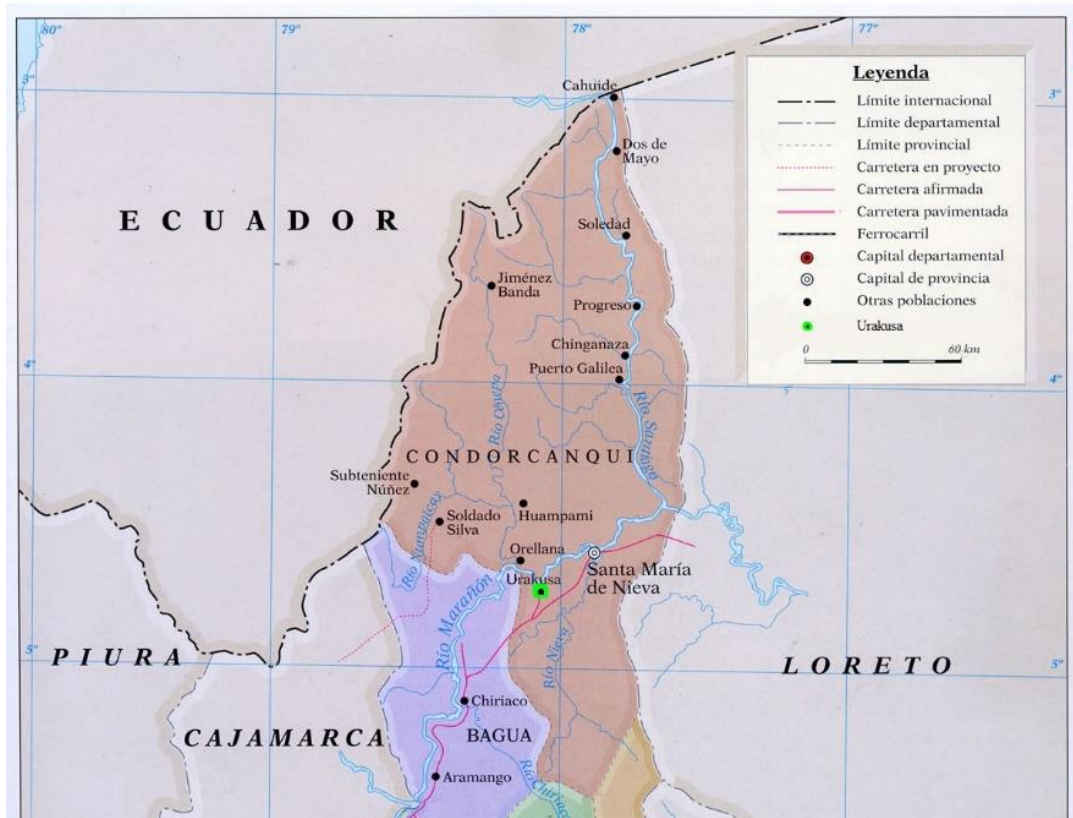 80°
79°
78°
77°
3°
Leyenda
Límite internacional
Límite departamental
Límite provincial
Carretera en proyecto
Carretera afirmada
Carretera pavimentada
Ferrocarril
Capital departamental
Capital de provincia
Otras poblaciones
Urakusa
0 60 km
3°
Cahuide
Dos de
Mayo
ECUADOR
Soledad
Jiménez
Banda
Progreso
Chinganaza
Puerto Galilea
4°
4°
Río Cenepa
Río Santiago
CONDORCANQUI
Subteniente
Núñez
Huampami
Soldado
Silva
Río Numpatcay
Orellana
Urakusa
Santa María
de Nieva
Río Marañón
Río Nieva
5°
5°
PIURA
LORETO
Chiriaco
CAJAMARCA
BAGUA
Aramango
Río Chiriaco